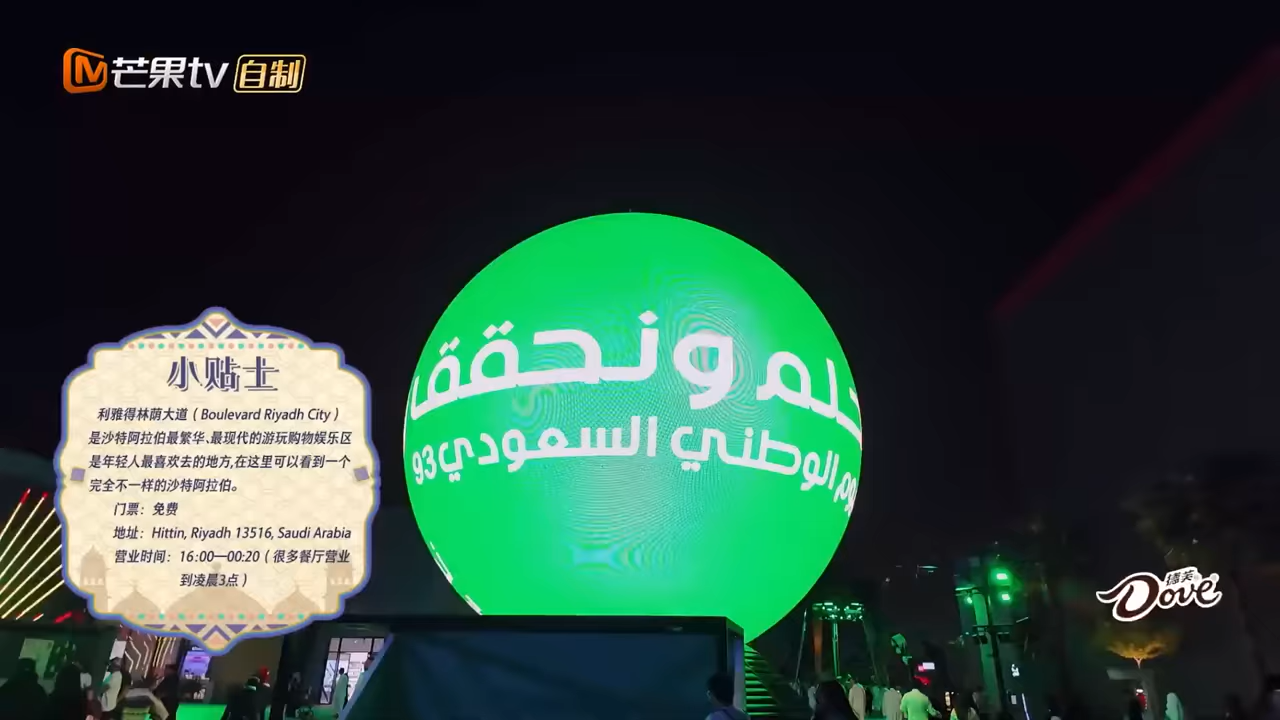 芒果tv 自制
小贴士
利雅得林荫大道（Boulevard Riyadh City）
是沙特阿拉伯最繁华、最现代的游玩购物娱乐区
是年轻人最喜欢去的地方,在这里可以看到一个
完全不一样的沙特阿拉伯。
门票：免费
地址：Hittin, Riyadh 13516, Saudi Arabia
营业时间：16:00—00:20（很多餐厅营业
到凌晨3点）
حلم ونحقق
وم الوطني السعودي 93
德芙
Dove